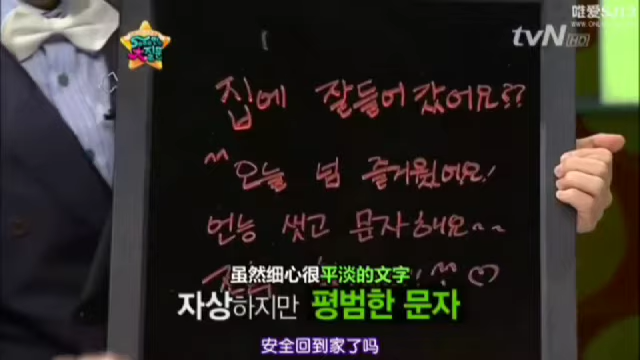 唯爱SJ13
tvN HD
집에 잘들어갔어요??
^^ 오늘 넘 즐거웠어요!
언능 씻고 문자해요~~
虽然细心很平淡的文字
자상하지만 평범한 문자
安全回到家了吗